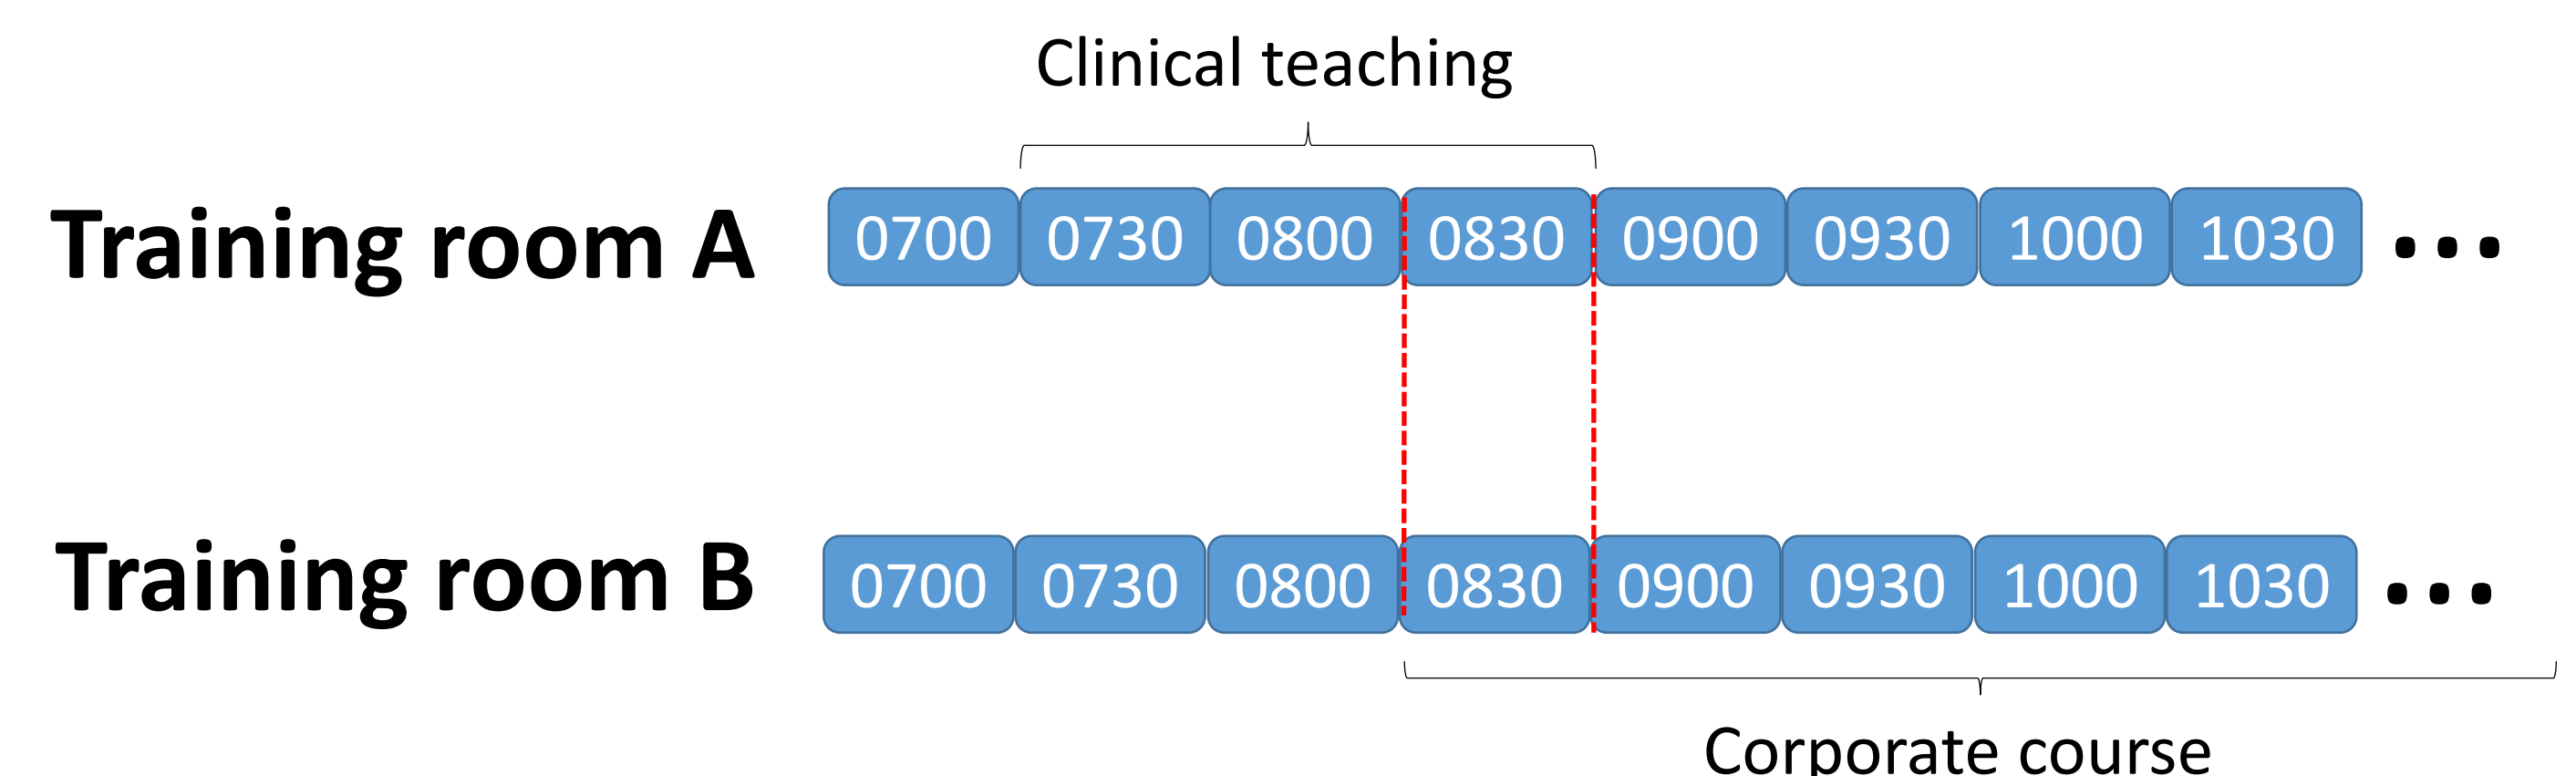 Clinical teaching
Training room A 0700 0730 0800 0830 0900 0930 1000 1030 ...
Training room B 0700 0730 0800 0830 0900 0930 1000 1030 ...
Corporate course